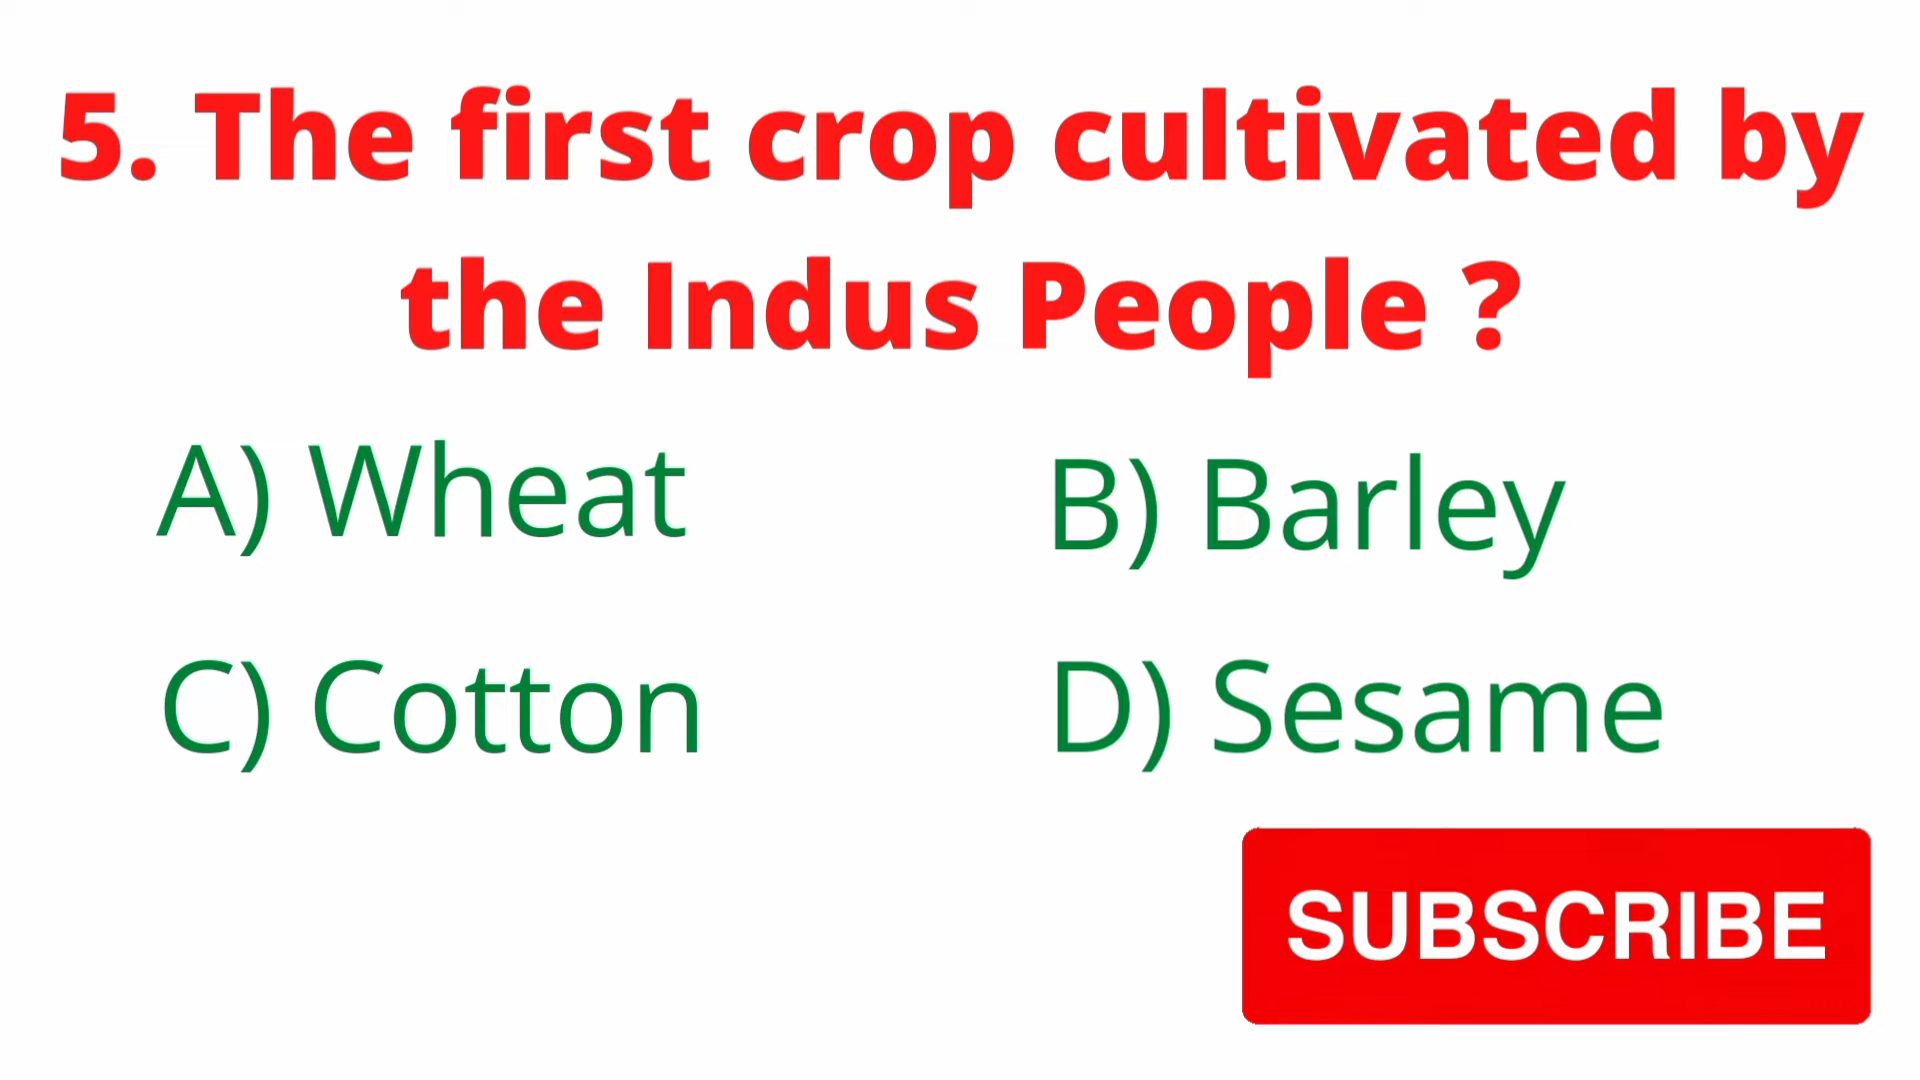 5. The first crop cultivated by
the Indus People ?
A) Wheat
B) Barley
C) Cotton
D) Sesame
SUBSCRIBE